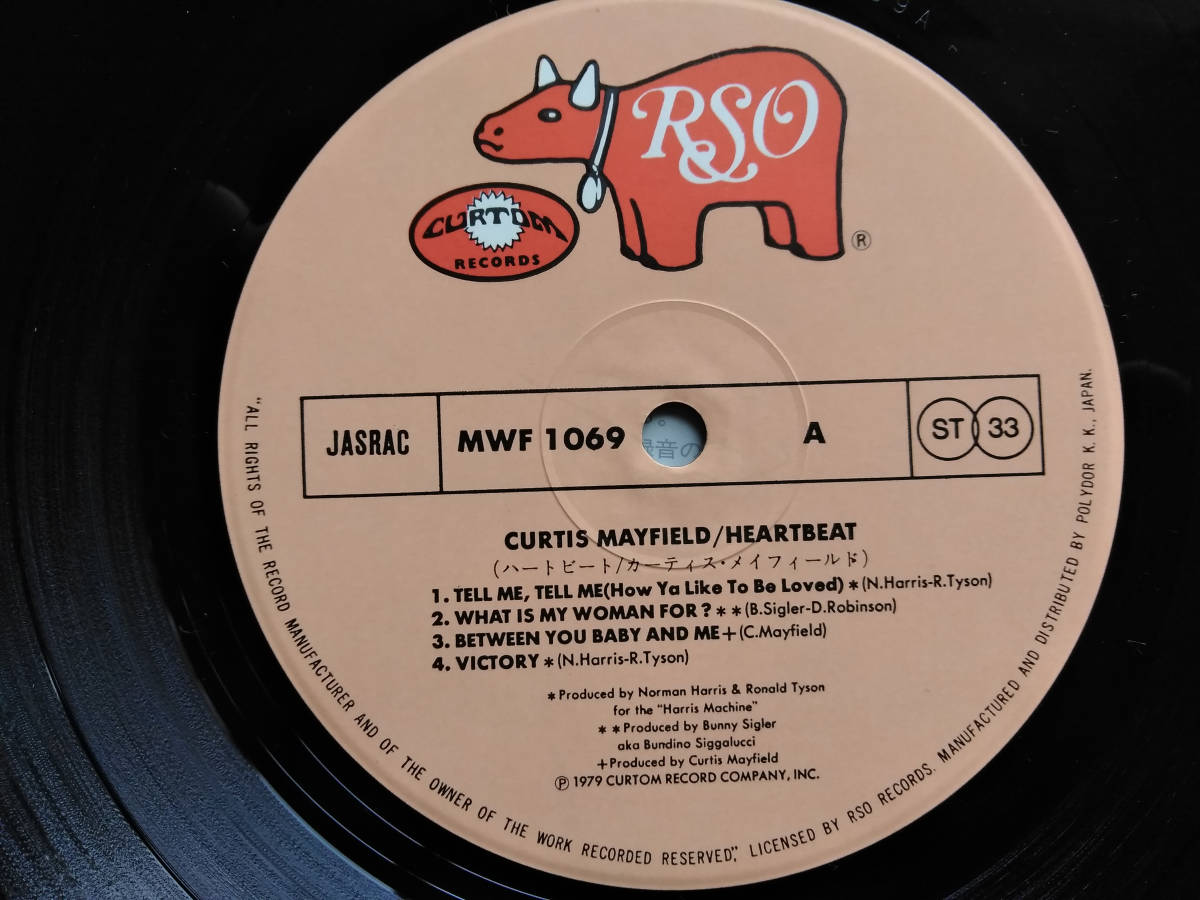 9A
RSO
®
CURTOM
RECORDS
JASRAC
MWF 1069
A
ST 33
録音の
CURTIS MAYFIELD/HEARTBEAT
(ハートビート/カーティス・メイフィールド)
1. TELL ME, TELL ME(How Ya Like To Be Loved) *(N.Harris-R.Tyson)
2. WHAT IS MY WOMAN FOR? **(B.Sigler-D.Robinson)
3. BETWEEN YOU BABY AND ME+(C.Mayfield)
4. VICTORY *(N.Harris-R.Tyson)
*Produced by Norman Harris & Ronald Tyson
for the "Harris Machine"
**Produced by Bunny Sigler
aka Bundino Siggalucci
+Produced by Curtis Mayfield
Ⓟ 1979 CURTOM RECORD COMPANY, INC.
"ALL RIGHTS OF THE RECORD MANUFACTURER AND OF THE OWNER OF THE WORK RECORDED RESERVED", LICENSED BY RSO RECORDS. MANUFACTURED AND DISTRIBUTED BY POLYDOR K. K., JAPAN.